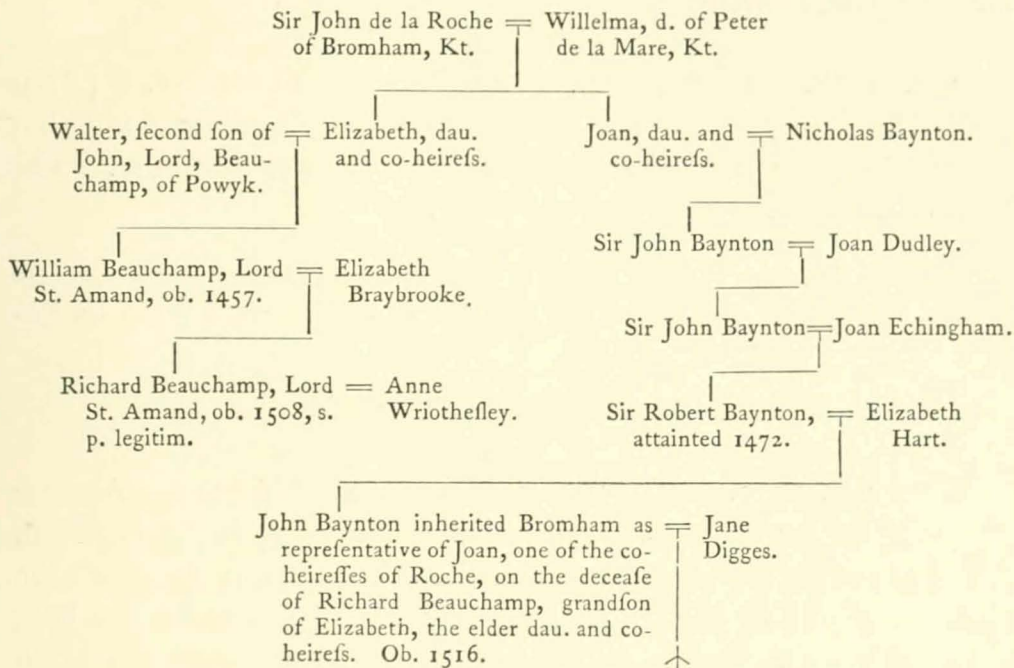 Sir John de la Roche = Willelma, d. of Peter
of Bromham, Kt. de la Mare, Kt.
Walter, ſecond ſon of = Elizabeth, dau. Joan, dau. and = Nicholas Baynton.
John, Lord, Beau- and co-heireſs. co-heireſs.
champ, of Powyk.
Sir John Baynton = Joan Dudley.
William Beauchamp, Lord = Elizabeth
St. Amand, ob. 1457. Braybrooke.
Sir John Baynton=Joan Echingham.
Richard Beauchamp, Lord = Anne
St. Amand, ob. 1508, s. Wriotheſley.
p. legitim.
Sir Robert Baynton, = Elizabeth
attainted 1472. Hart.
John Baynton inherited Bromham as = Jane
repreſentative of Joan, one of the co- Digges.
heireſſes of Roche, on the deceaſe
of Richard Beauchamp, grandſon
of Elizabeth, the elder dau. and co-
heireſs. Ob. 1516.